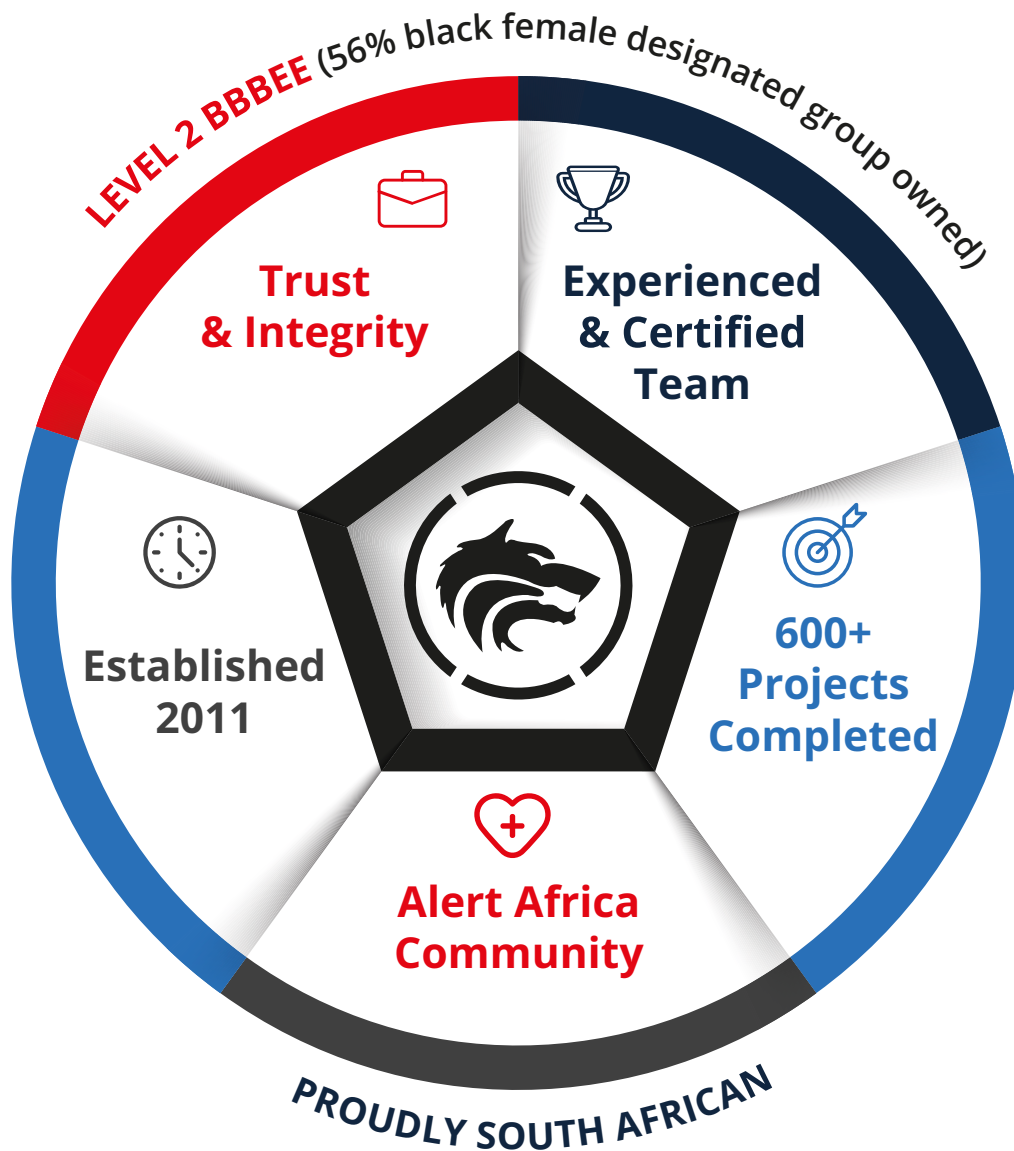 LEVEL 2 BBBEE (56% black female designated group owned)
Trust
& Integrity
Experienced
& Certified
Team
Established
2011
600+
Projects
Completed
Alert Africa
Community
PROUDLY SOUTH AFRICAN